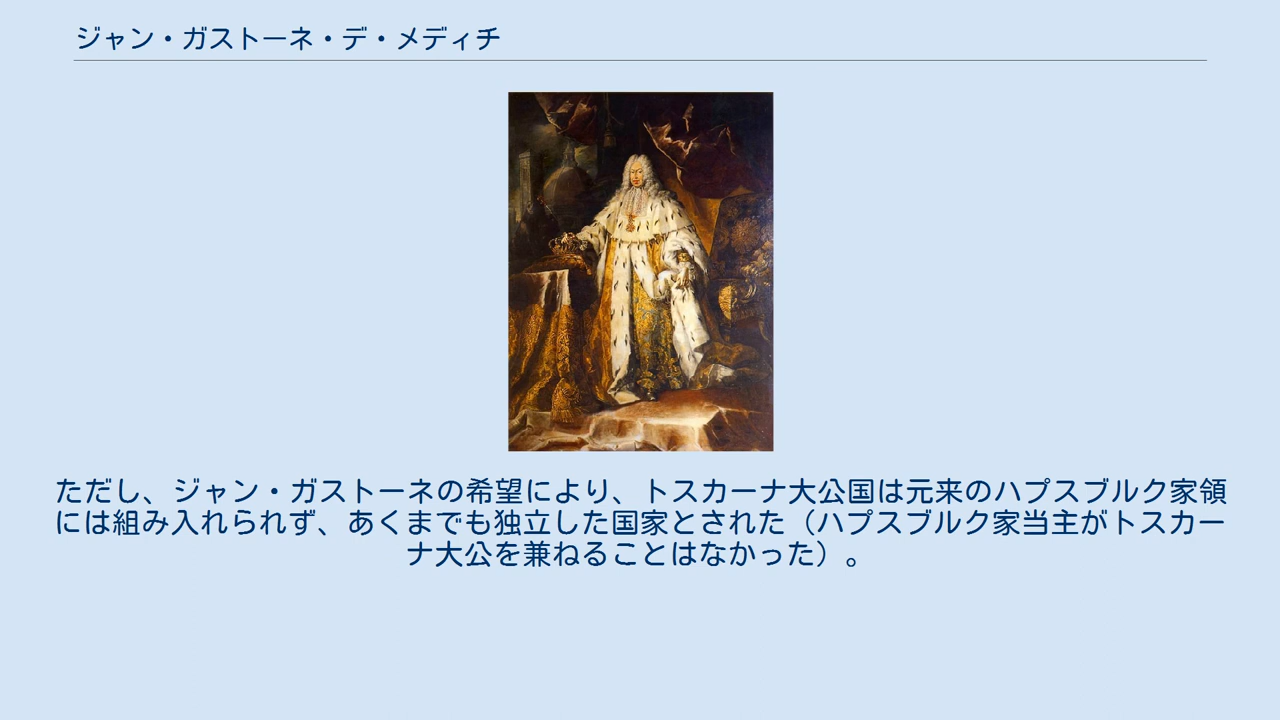 ジャン・ガストーネ・デ・メディチ
ただし、ジャン・ガストーネの希望により、トスカーナ大公国は元来のハプスブルク家領
には組み入れられず、あくまでも独立した国家とされた（ハプスブルク家当主がトスカー
ナ大公を兼ねることはなかった）。